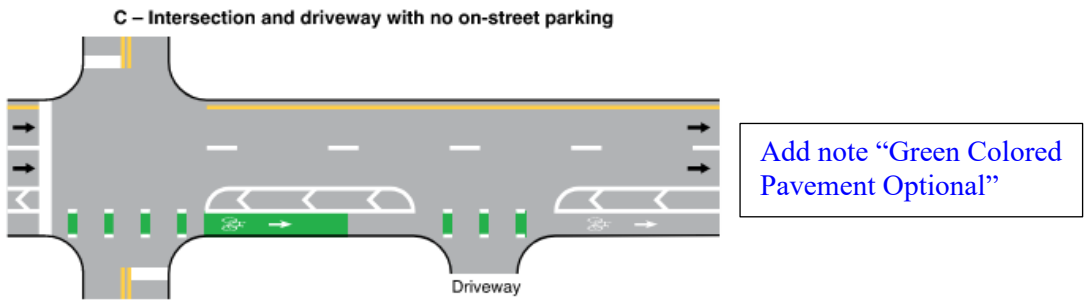 C – Intersection and driveway with no on-street parking
Add note “Green Colored
Pavement Optional”
Driveway